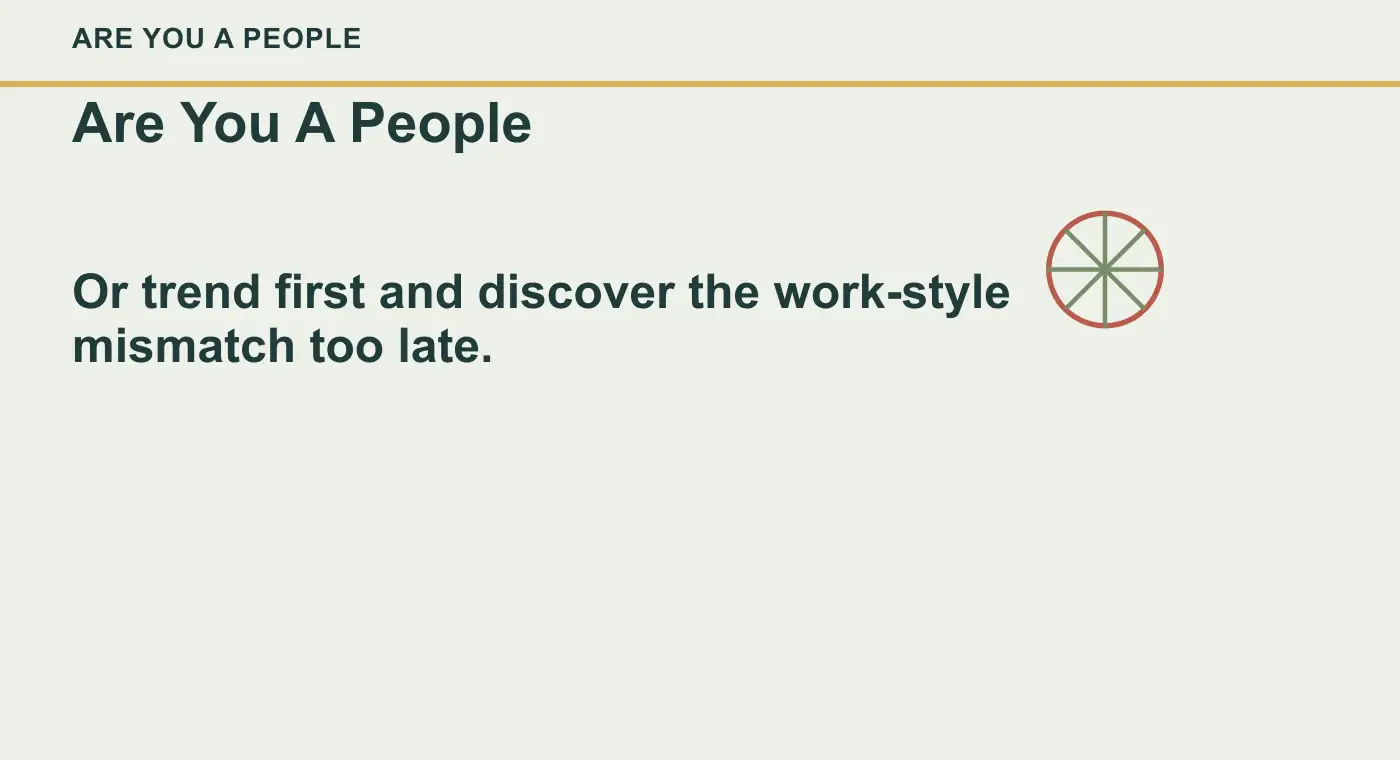 ARE YOU A PEOPLE
Are You A People
Or trend first and discover the work-style
mismatch too late.